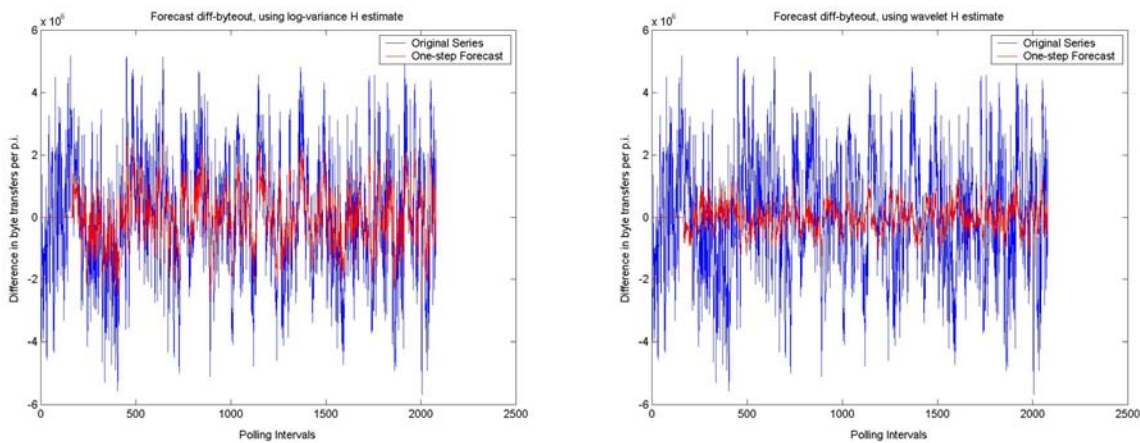 Forecast diff-byteout, using log-variance H estimate
x 10^6
Original Series
One-step Forecast
6
4
2
0
-2
-4
-6
Difference in byte transfers per p.i.
0
500
1000
1500
2000
2500
Polling Intervals
Forecast diff-byteout, using wavelet H estimate
x 10^6
Original Series
One-step Forecast
6
4
2
0
-2
-4
-6
Difference in byte transfers per p.i.
0
500
1000
1500
2000
2500
Polling Intervals